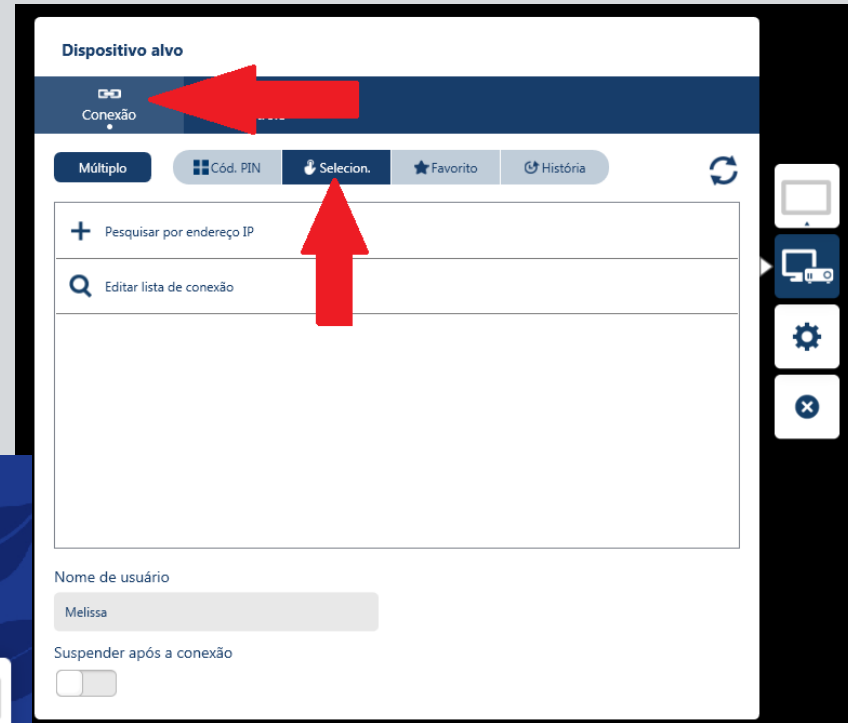 Dispositivo alvo
Conexão
Múltiplo
Cód. PIN
Selecion.
Favorito
História
Pesquisar por endereço IP
Editar lista de conexão
Nome de usuário
Melissa
Suspender após a conexão